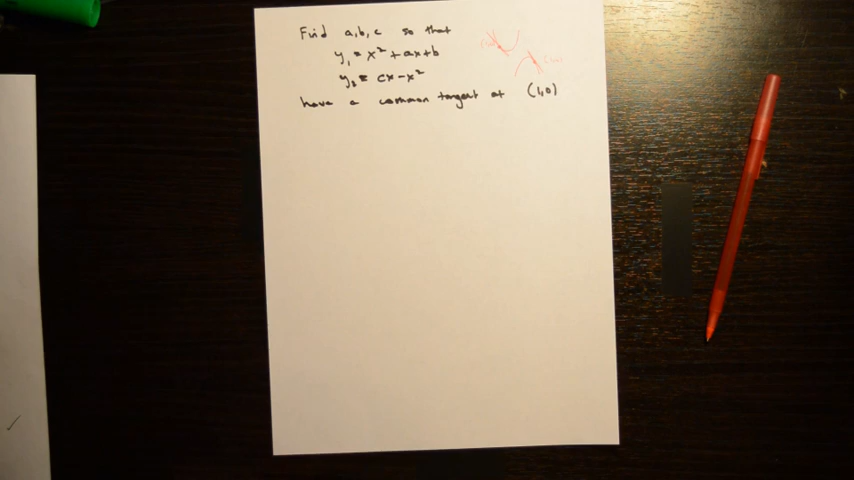 Find a,b,c so that
y₁ = x² + ax + b
y₂ = cx - x²
have a common tangent at (1,0)